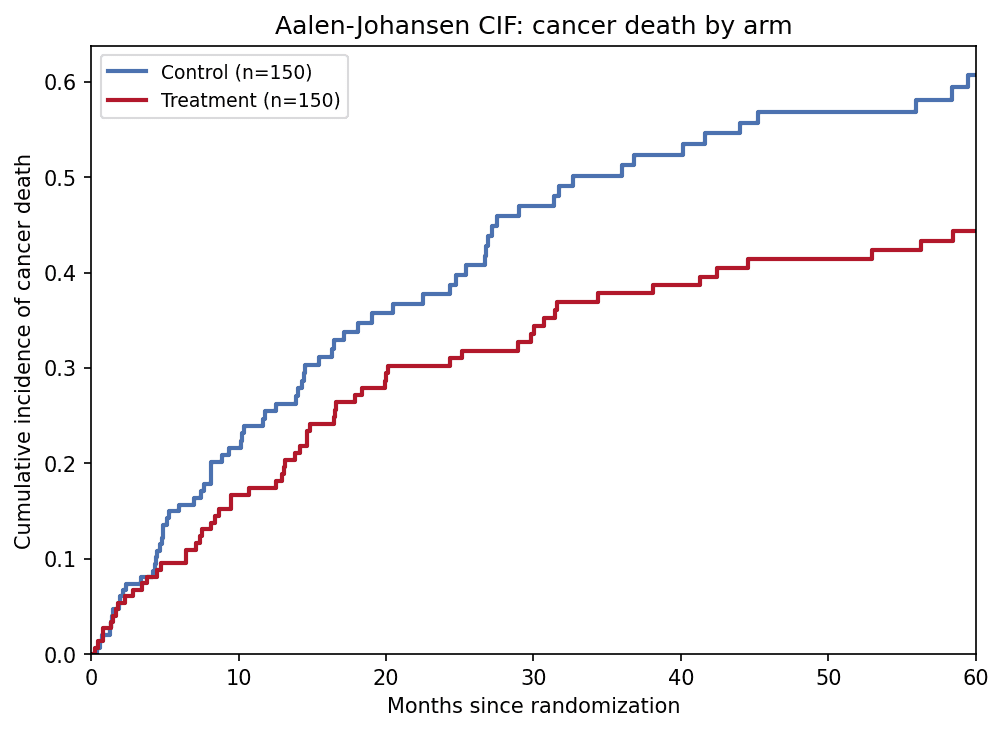 Aalen-Johansen CIF: cancer death by arm
Control (n=150)
Treatment (n=150)
Cumulative incidence of cancer death
0.6
0.5
0.4
0.3
0.2
0.1
0.0
0 10 20 30 40 50 60
Months since randomization